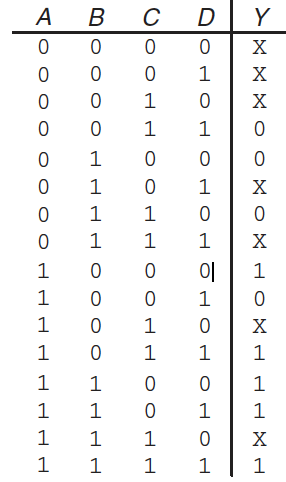 A B C D Y
0 0 0 0 X
0 0 0 1 X
0 0 1 0 X
0 0 1 1 0
0 1 0 0 0
0 1 0 1 X
0 1 1 0 0
0 1 1 1 X
1 0 0 0 1
1 0 0 1 0
1 0 1 0 X
1 0 1 1 1
1 1 0 0 1
1 1 0 1 1
1 1 1 0 X
1 1 1 1 1